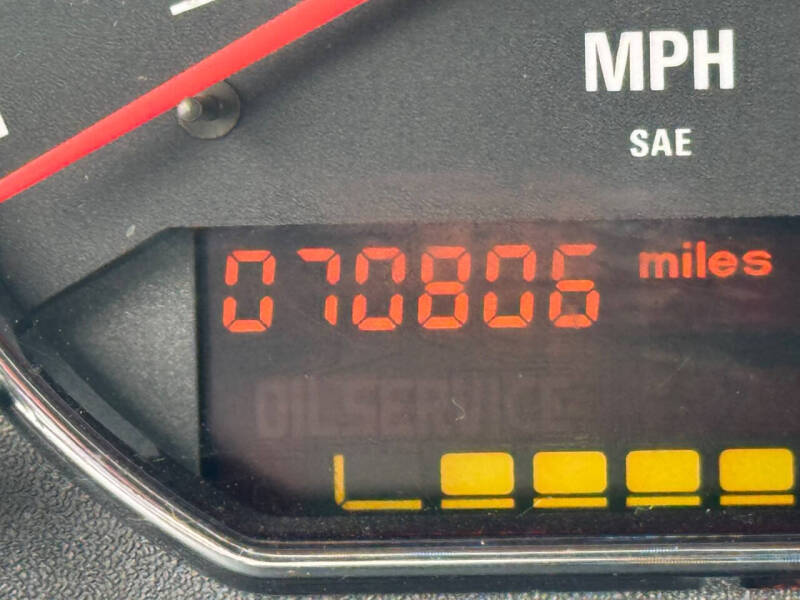 MPH
SAE
070806 miles
OILSERVICE